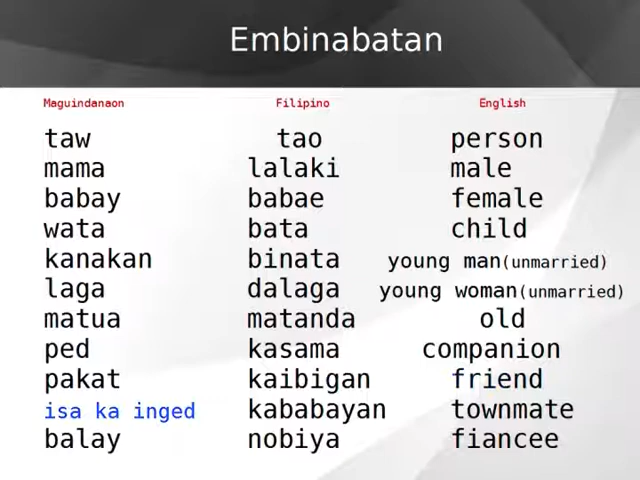 Embinabatan
Maguindanaon Filipino English
taw tao person
mama lalaki male
babay babae female
wata bata child
kanakan binata young man(unmarried)
laga dalaga young woman(unmarried)
matua matanda old
ped kasama companion
pakat kaibigan friend
isa ka inged kababayan townmate
balay nobiya fiancee